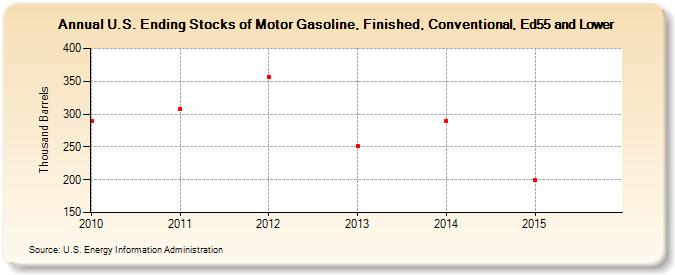 Annual U.S. Ending Stocks of Motor Gasoline, Finished, Conventional, Ed55 and Lower
Thousand Barrels
400
350
300
250
200
150
2010 2011 2012 2013 2014 2015
Source: U.S. Energy Information Administration